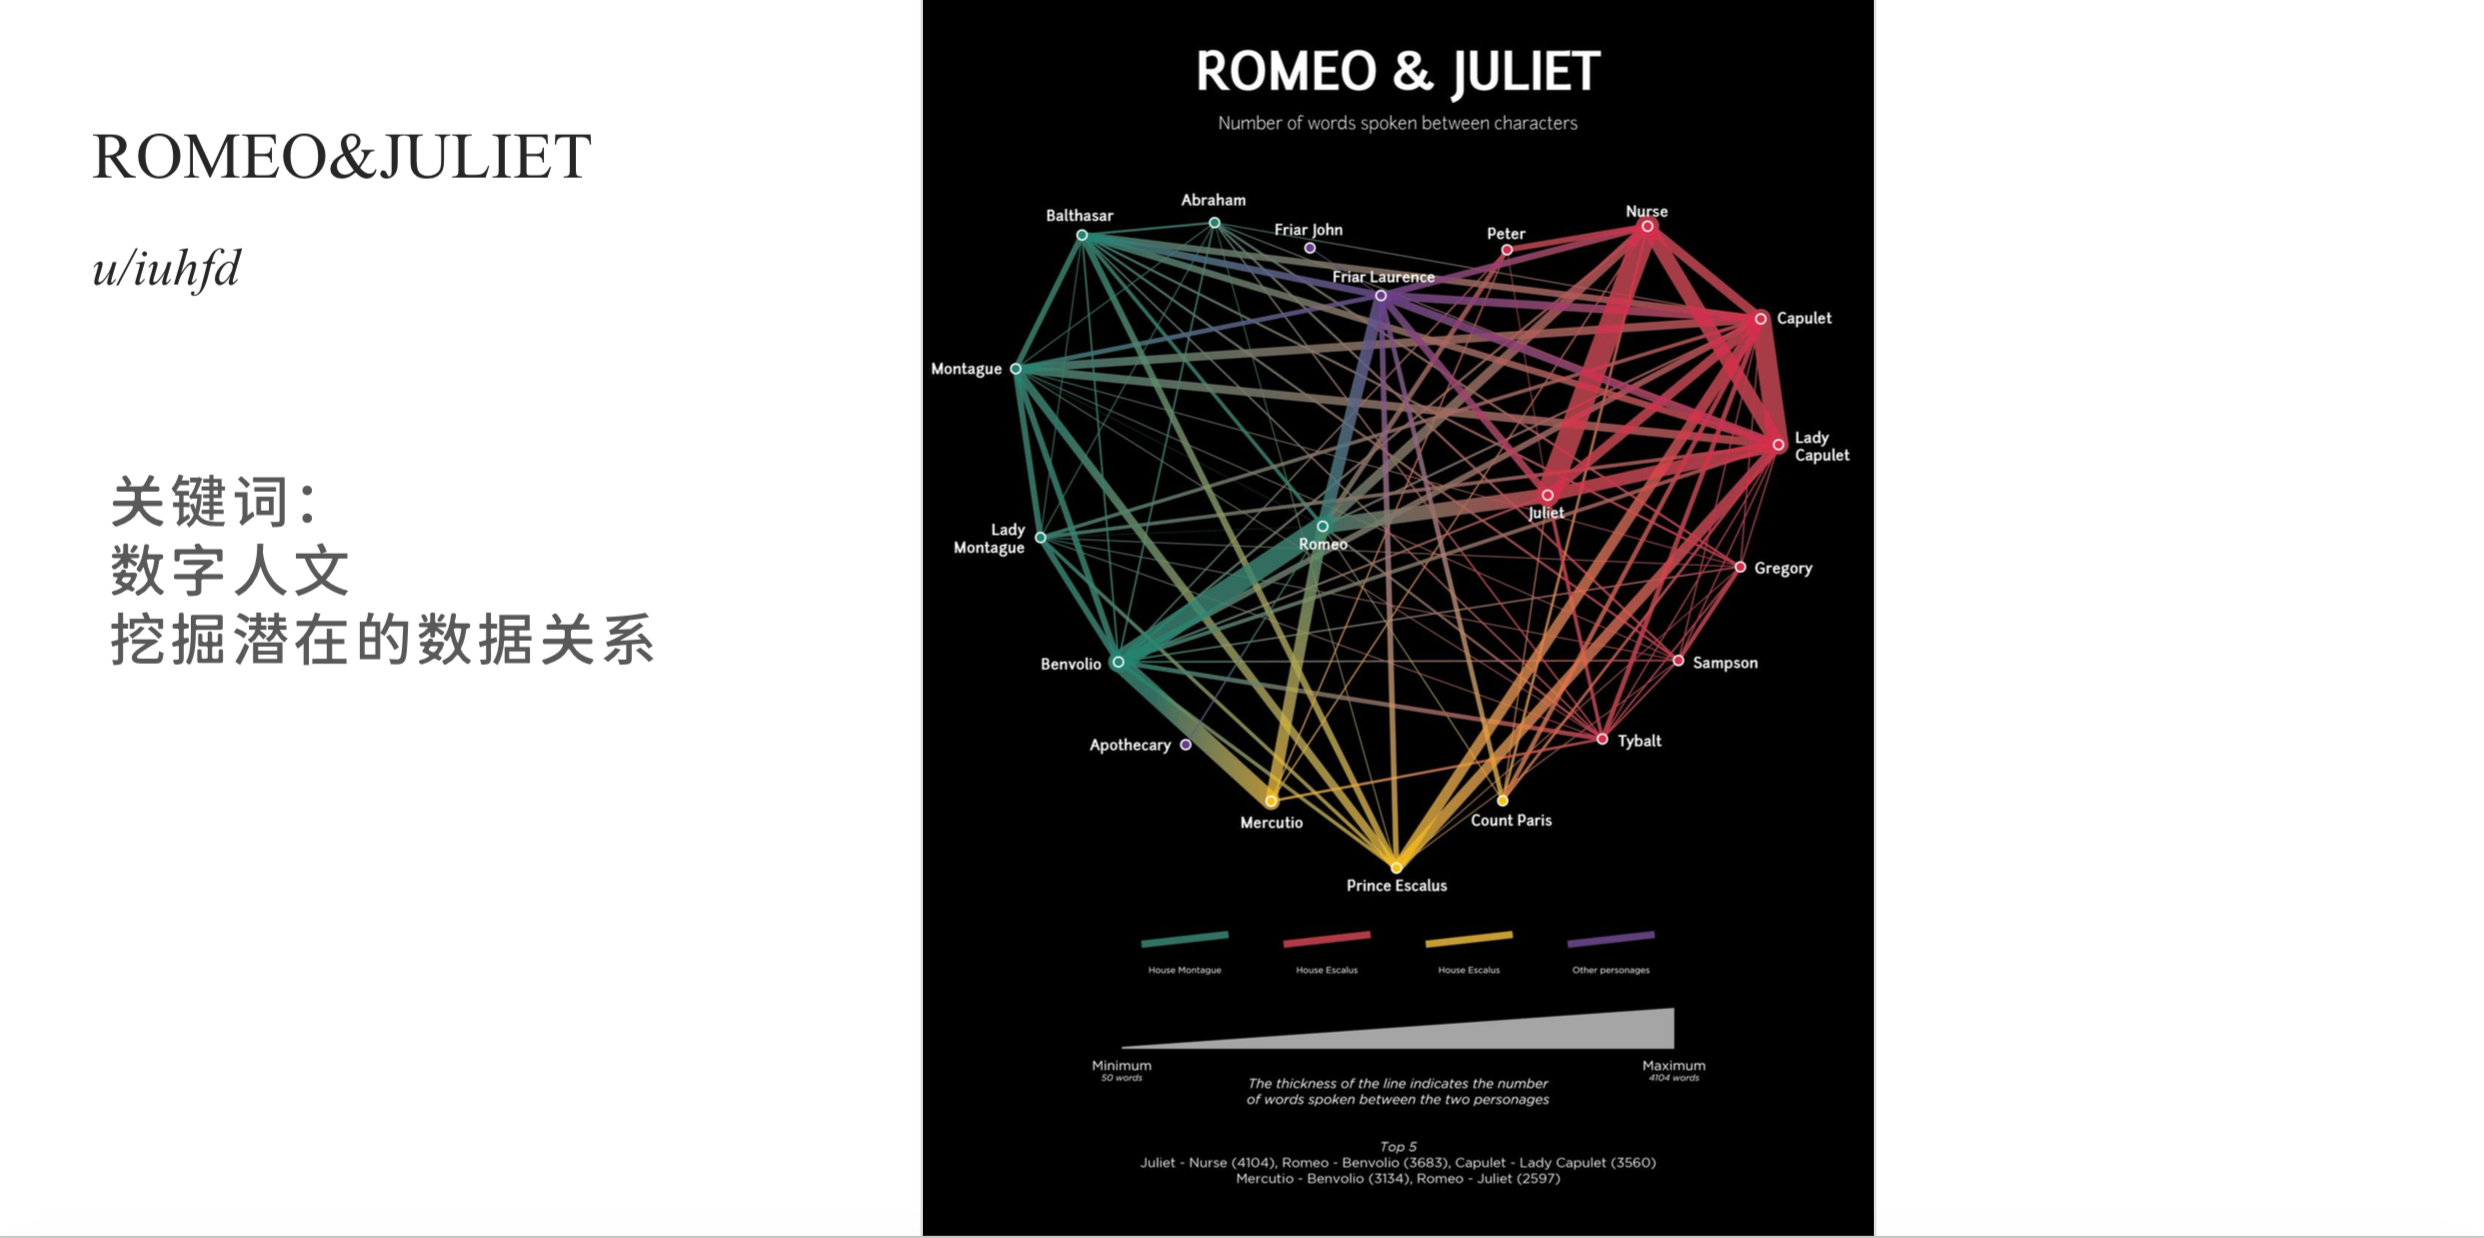 ROMEO&JULIET
u/iuhfd
关键词：
数字人文
挖掘潜在的数据关系
ROMEO & JULIET
Number of words spoken between characters
Abraham
Balthasar
Friar John
Peter
Nurse
Friar Laurence
Capulet
Montague
Lady
Capulet
Juliet
Lady
Montague
Romeo
Gregory
Benvolio
Sampson
Apothecary
Tybalt
Mercutio
Count Paris
Prince Escalus
House Montague
House Escalus
House Escalus
Other personages
Minimum
50 words
Maximum
4104 words
The thickness of the line indicates the number
of words spoken between the two personages
Top 5
Juliet - Nurse (4104), Romeo - Benvolio (3683), Capulet - Lady Capulet (3560)
Mercutio - Benvolio (3134), Romeo - Juliet (2597)